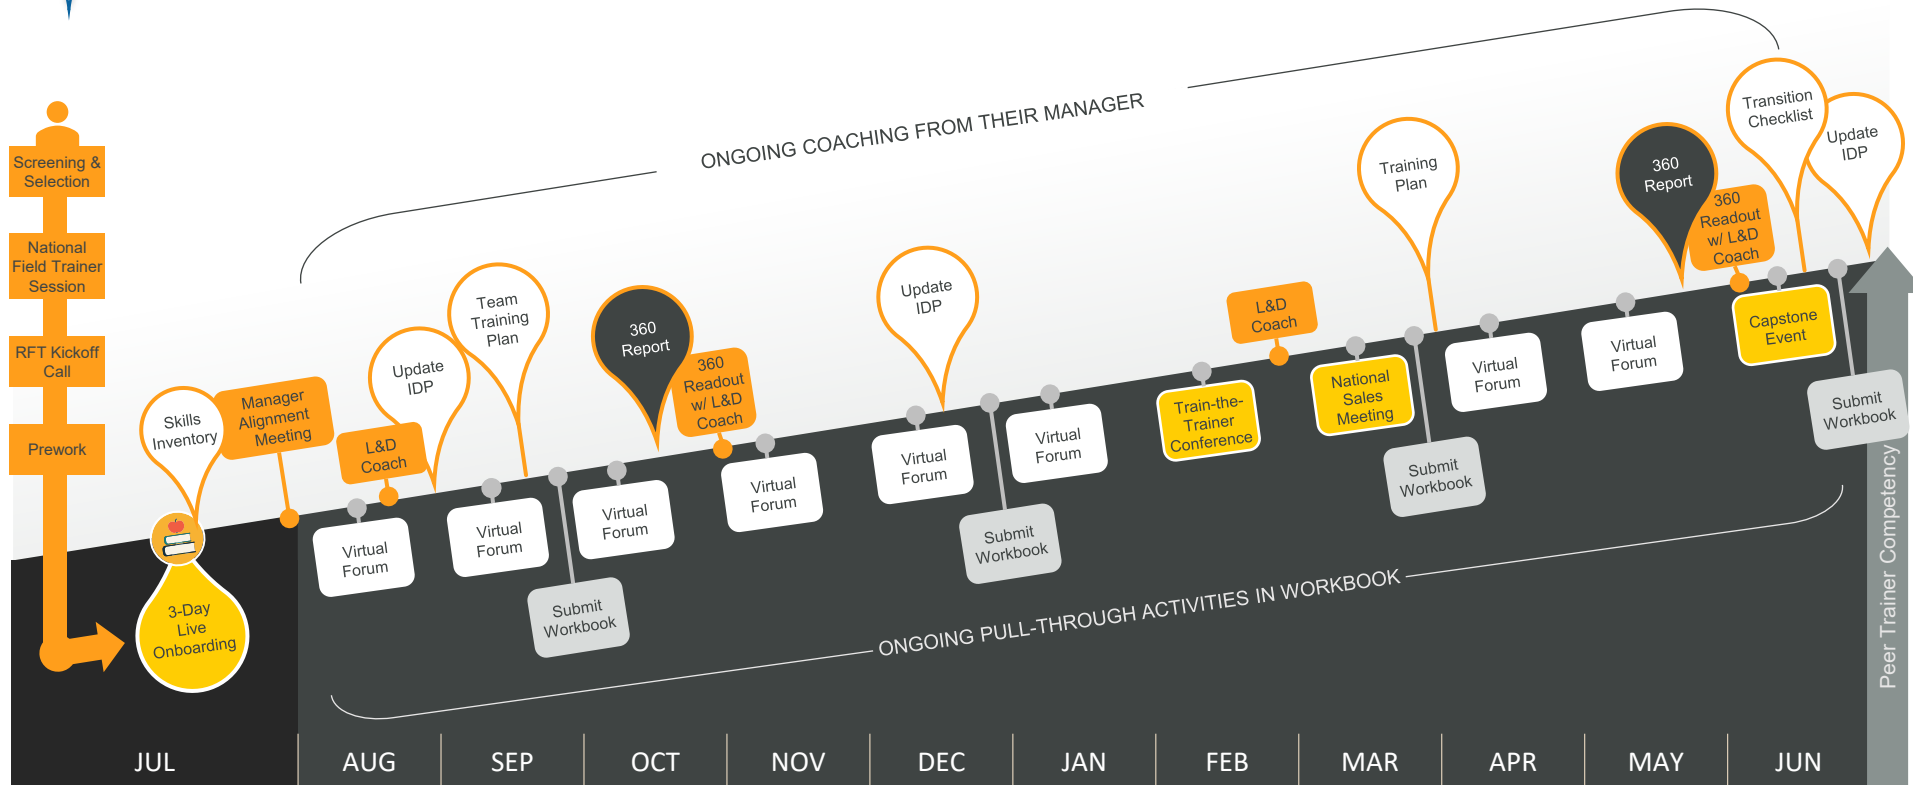 ONGOING COACHING FROM THEIR MANAGER
Screening &
Selection
National
Field Trainer
Session
RFT Kickoff
Call
Prework
Skills
Inventory
3-Day
Live
Onboarding
Manager
Alignment
Meeting
L&D
Coach
Update
IDP
Team
Training
Plan
360
Report
360
Readout
w/ L&D
Coach
Update
IDP
L&D
Coach
Training
Plan
360
Report
360
Readout
w/ L&D
Coach
Transition
Checklist
Update
IDP
Virtual
Forum
Virtual
Forum
Submit
Workbook
Virtual
Forum
Virtual
Forum
Virtual
Forum
Submit
Workbook
Virtual
Forum
Train-the-
Trainer
Conference
National
Sales
Meeting
Submit
Workbook
Virtual
Forum
Virtual
Forum
Capstone
Event
Submit
Workbook
ONGOING PULL-THROUGH ACTIVITIES IN WORKBOOK
Peer Trainer Competency
JUL
AUG
SEP
OCT
NOV
DEC
JAN
FEB
MAR
APR
MAY
JUN